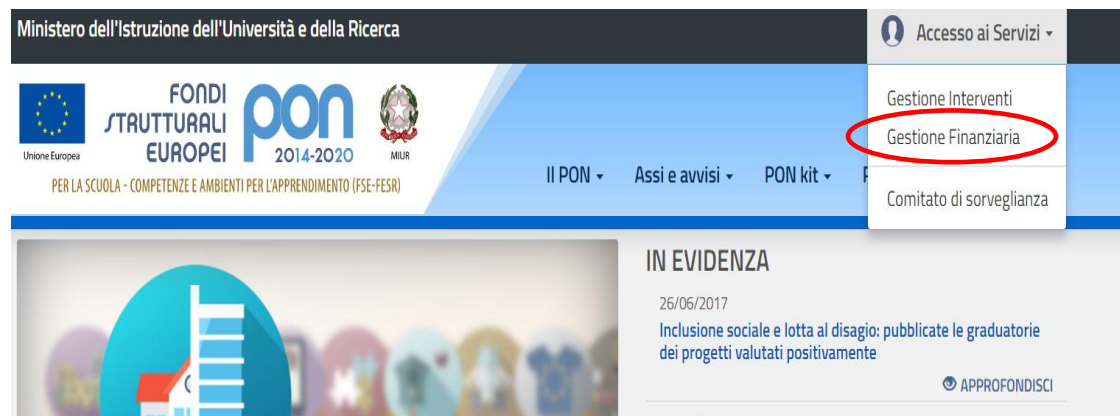 Ministero dell'Istruzione dell'Università e della Ricerca
Accesso ai Servizi
Gestione Interventi
Gestione Finanziaria
Comitato di sorveglianza
Unione Europea
FONDI
STRUTTURALI
EUROPEI
pon
2014-2020
MIUR
PER LA SCUOLA - COMPETENZE E AMBIENTI PER L'APPRENDIMENTO (FSE-FESR)
Il PON
Assi e avvisi
PON kit
IN EVIDENZA
26/06/2017
Inclusione sociale e lotta al disagio: pubblicate le graduatorie
dei progetti valutati positivamente
APPROFONDISCI